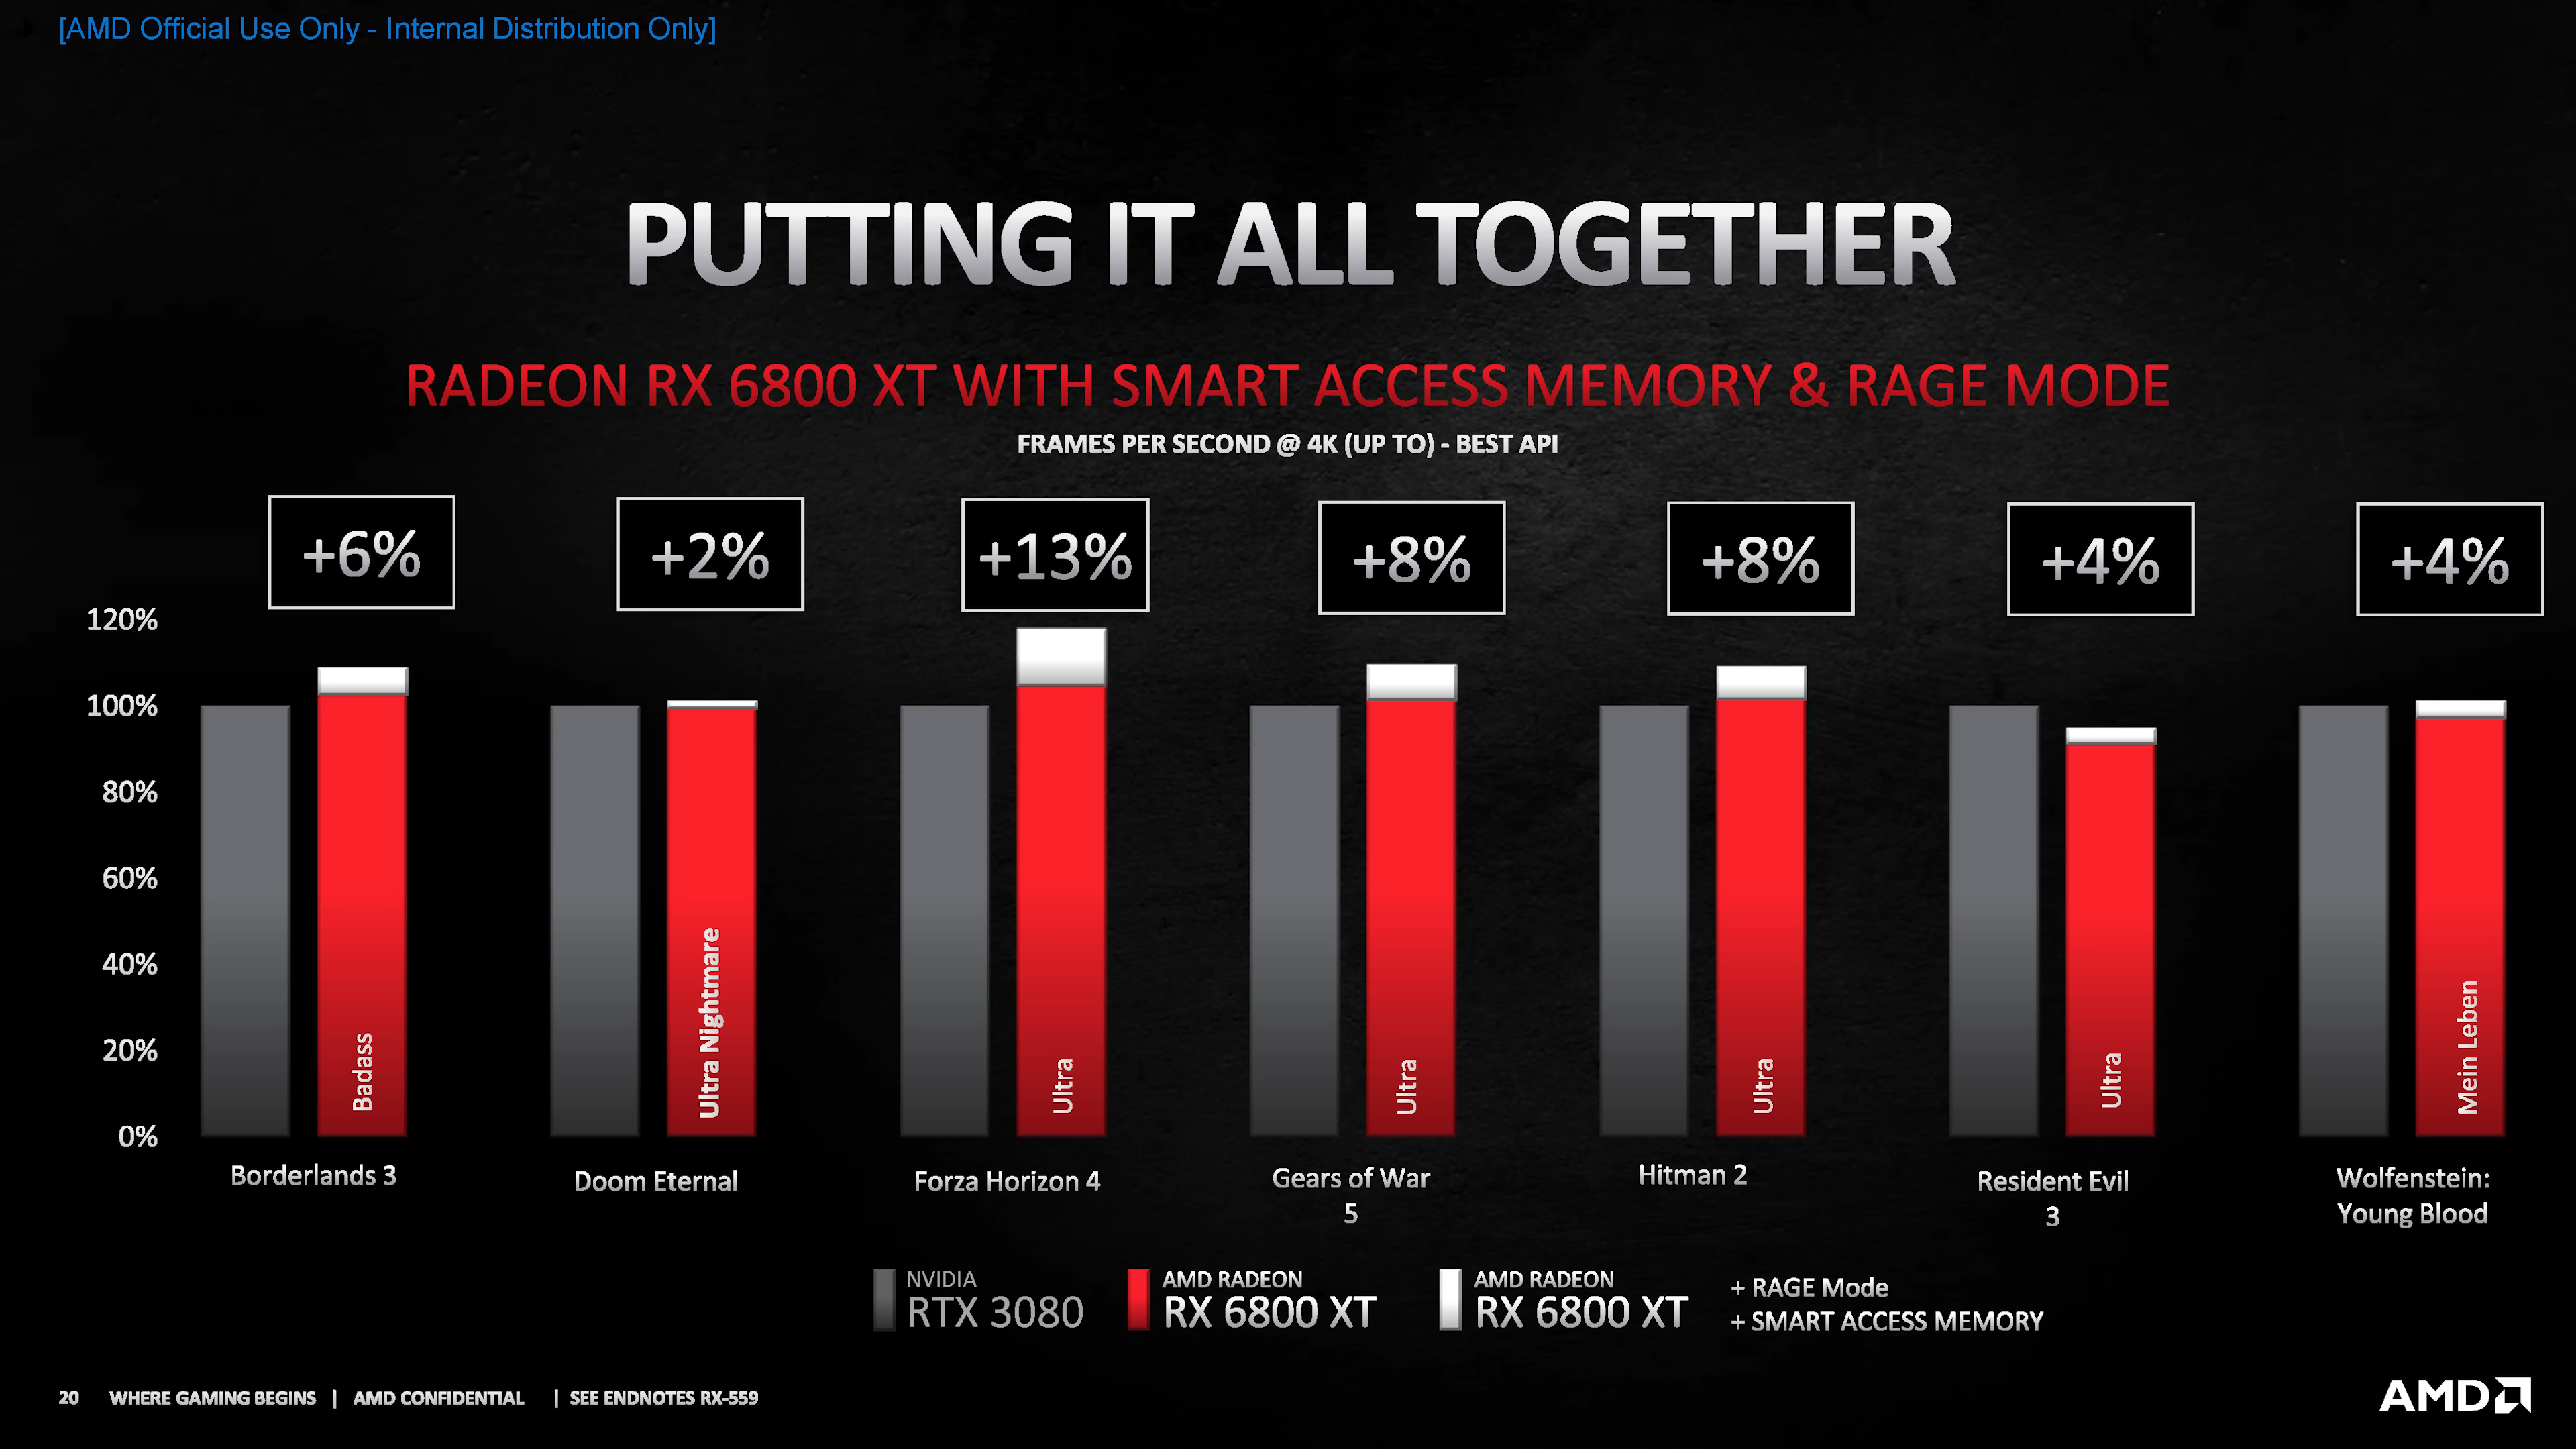 [AMD Official Use Only - Internal Distribution Only]
PUTTING IT ALL TOGETHER
RADEON RX 6800 XT WITH SMART ACCESS MEMORY & RAGE MODE
FRAMES PER SECOND @ 4K (UP TO) - BEST API
+6%
+2%
+13%
+8%
+8%
+4%
+4%
120%
100%
80%
60%
40%
20%
0%
Badass
Ultra Nightmare
Ultra
Ultra
Ultra
Ultra
Mein Leben
Borderlands 3
Doom Eternal
Forza Horizon 4
Gears of War
5
Hitman 2
Resident Evil
3
Wolfenstein:
Young Blood
NVIDIA
RTX 3080
AMD RADEON
RX 6800 XT
AMD RADEON
RX 6800 XT
+ RAGE Mode
+ SMART ACCESS MEMORY
20 WHERE GAMING BEGINS | AMD CONFIDENTIAL | SEE ENDNOTES RX-559
AMD